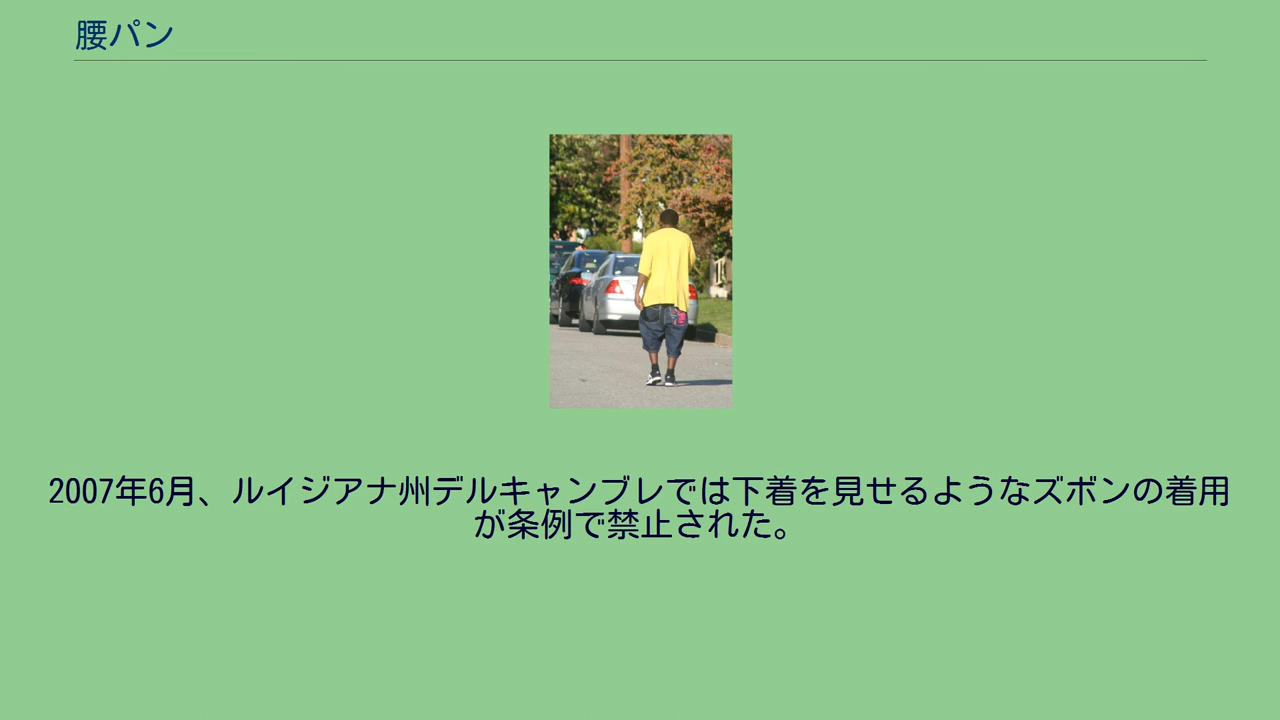 腰パン
2007年6月、ルイジアナ州デルキャンブレでは下着を見せるようなズボンの着用
が条例で禁止された。